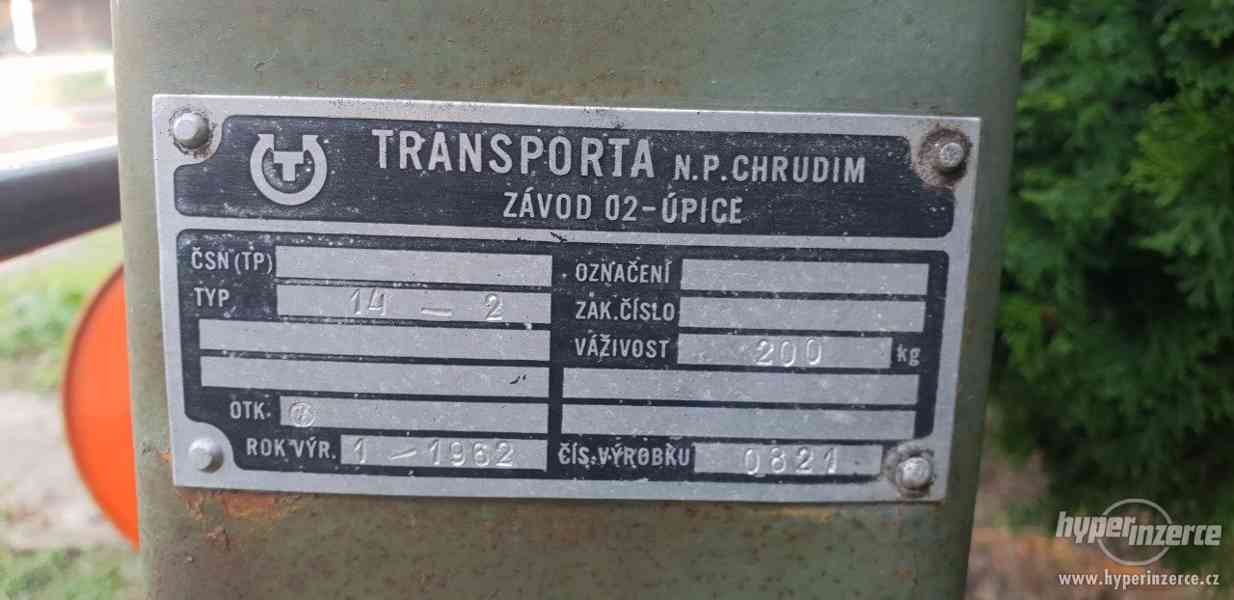 T
TRANSPORTA N.P. CHRUDIM
ZÁVOD 02-ÚPICE
ČSN (TP)
TYP 14 - 2
OTK.
ROK VÝR. 1 - 1962
OZNAČENÍ
ZAK. ČÍSLO
VÁŽIVOST 200 kg
ČÍS. VÝROBKU 0821
hyperinzerce
www.hyperinzerce.cz